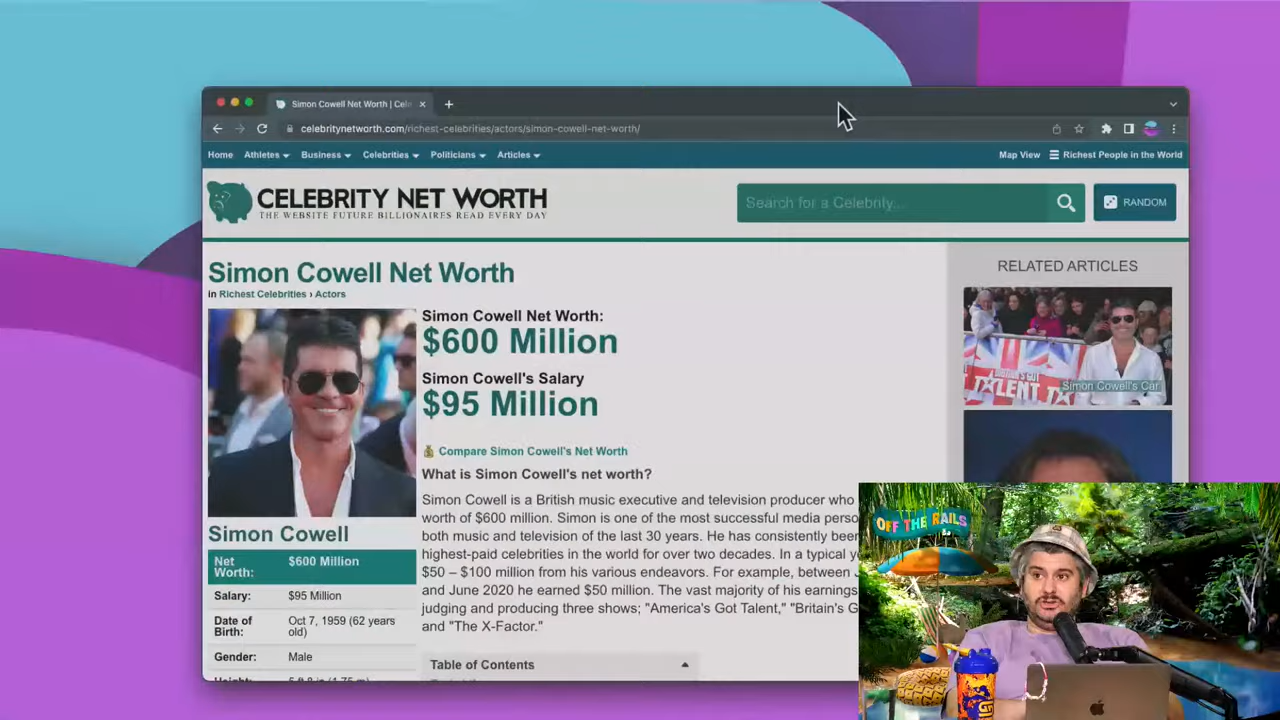 Simon Cowell Net Worth | Cele
celebritynetworth.com/richest-celebrities/actors/simon-cowell-net-worth/
Home Athletes Business Celebrities Politicians Articles Map View Richest People in the World
CELEBRITY NET WORTH
THE WEBSITE FUTURE BILLIONAIRES READ EVERY DAY
Search for a Celebrity... RANDOM
Simon Cowell Net Worth
in Richest Celebrities › Actors
Simon Cowell Net Worth:
$600 Million
Simon Cowell's Salary
$95 Million
Compare Simon Cowell's Net Worth
What is Simon Cowell's net worth?
Simon Cowell is a British music executive and television producer who
worth of $600 million. Simon is one of the most successful media perso
both music and television of the last 30 years. He has consistently been
highest-paid celebrities in the world for over two decades. In a typical y
$50 – $100 million from his various endeavors. For example, between J
and June 2020 he earned $50 million. The vast majority of his earnings
judging and producing three shows; "America's Got Talent," "Britain's G
and "The X-Factor."
Table of Contents
Simon Cowell
Net Worth: $600 Million
Salary: $95 Million
Date of Birth: Oct 7, 1959 (62 years old)
Gender: Male
RELATED ARTICLES
BRITAIN'S GOT
TALENT
Simon Cowell's Car
OFF THE RAILS